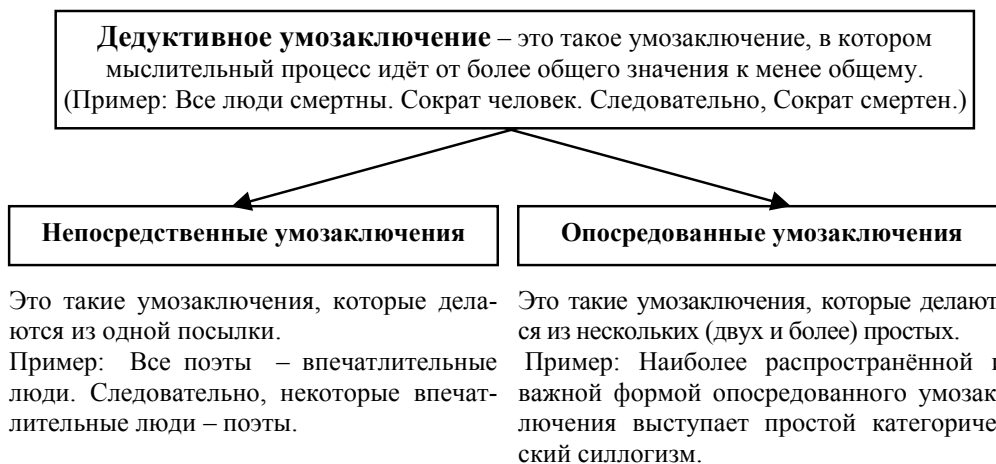 Дедуктивное умозаключение – это такое умозаключение, в котором
мыслительный процесс идёт от более общего значения к менее общему.
(Пример: Все люди смертны. Сократ человек. Следовательно, Сократ смертен.)
Непосредственные умозаключения
Это такие умозаключения, которые дела-
ются из одной посылки.
Пример: Все поэты – впечатлительные
люди. Следовательно, некоторые впечат-
лительные люди – поэты.
Опосредованные умозаключения
Это такие умозаключения, которые делают
ся из нескольких (двух и более) простых.
Пример: Наиболее распространённой и
важной формой опосредованного умозак
лючения выступает простой категориче
ский силлогизм.